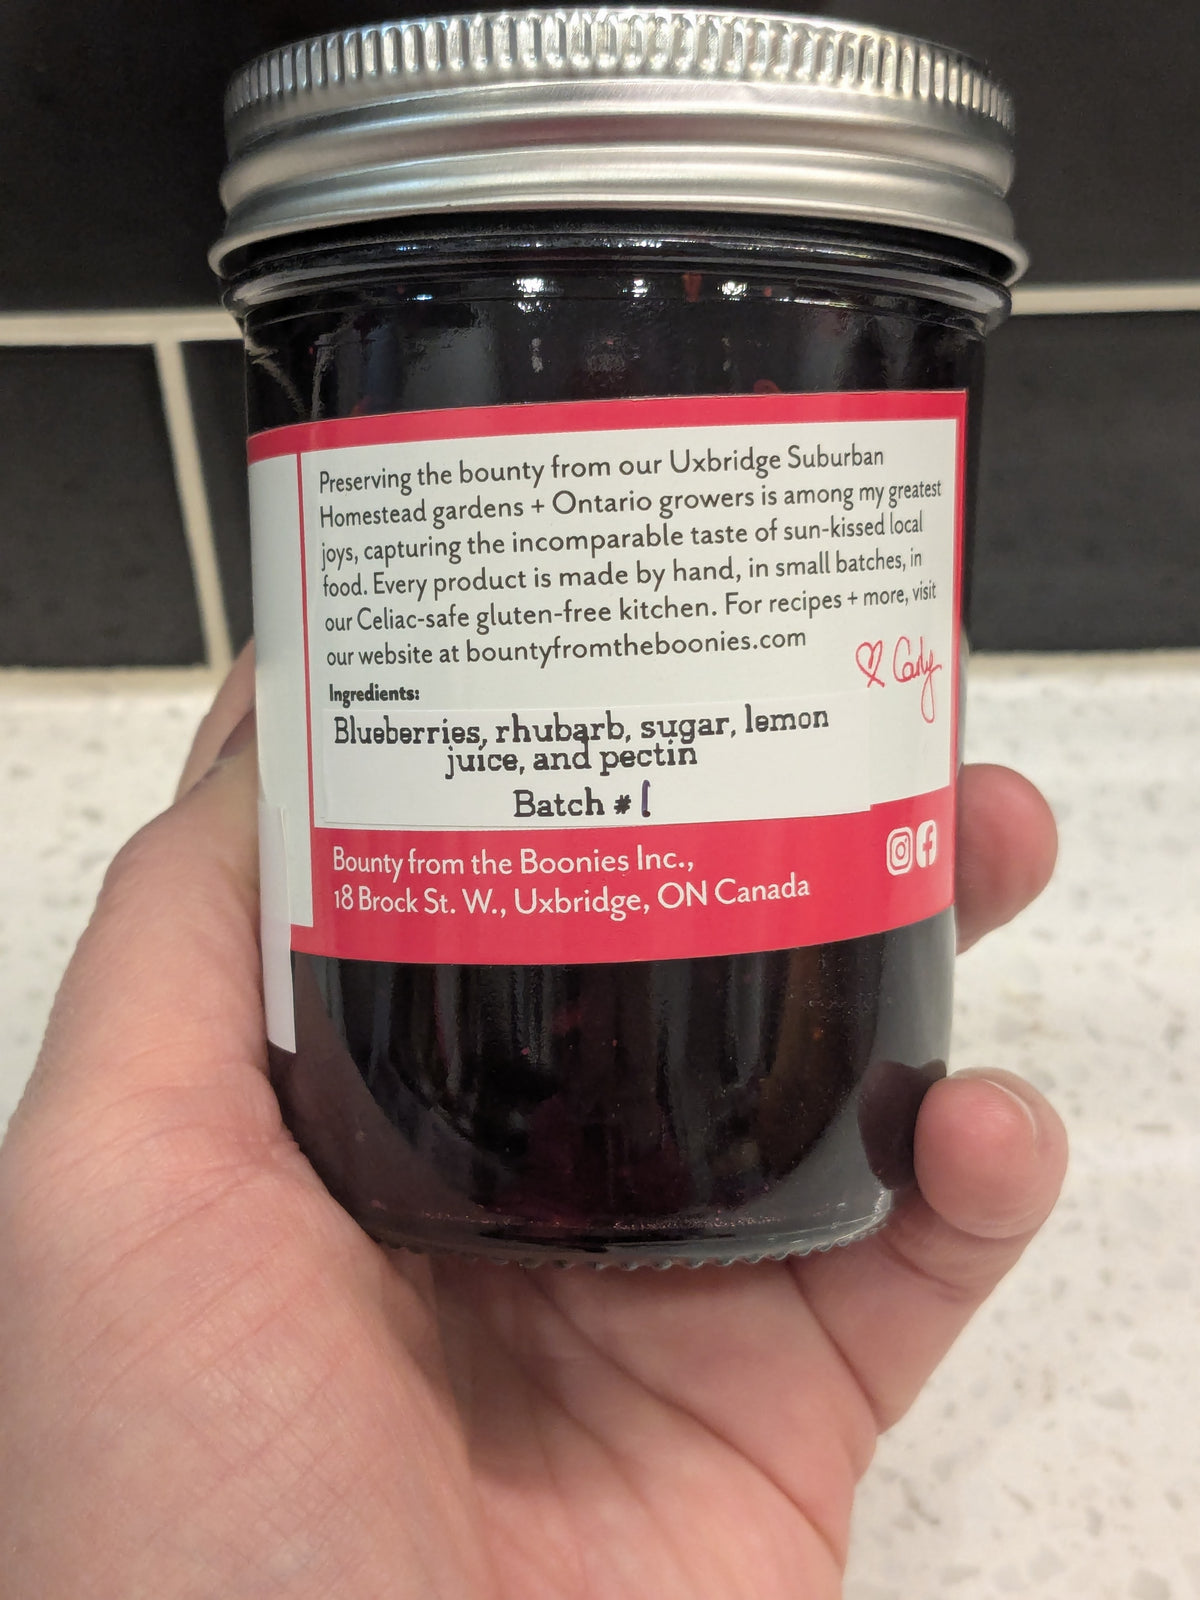 Preserving the bounty from our Uxbridge Suburban
Homestead gardens + Ontario growers is among my greatest
joys, capturing the incomparable taste of sun-kissed local
food. Every product is made by hand, in small batches, in
our Celiac-safe gluten-free kitchen. For recipes + more, visit
our website at bountyfromtheboonies.com
Cady
Ingredients:
Blueberries, rhubarb, sugar, lemon
juice, and pectin
Batch # 1
Bounty from the Boonies Inc.,
18 Brock St. W., Uxbridge, ON Canada